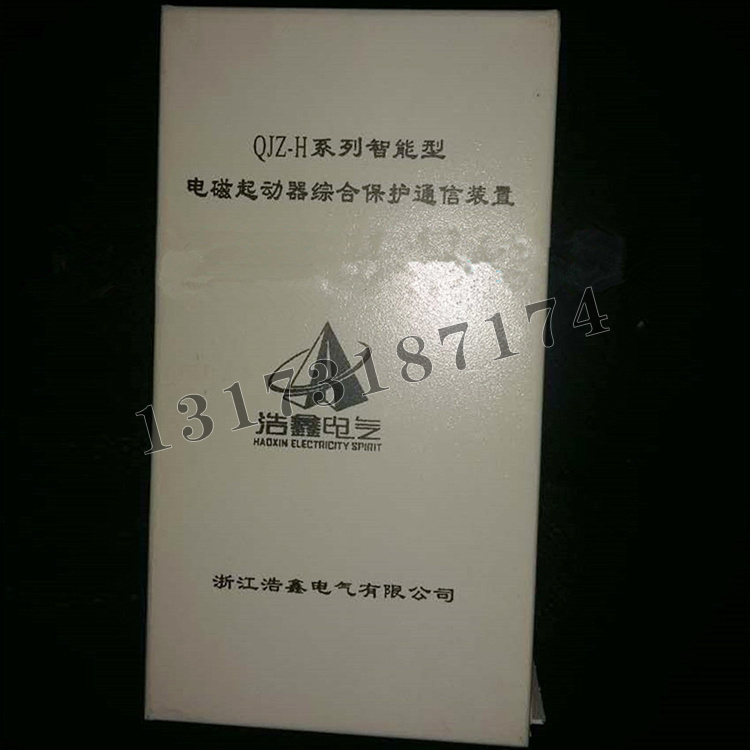 QJZ-H系列智能型
电磁起动器综合保护通信装置
13173187174
浩鑫电气
HAOXIN ELECTRICITY SPIRIT
浙江浩鑫电气有限公司